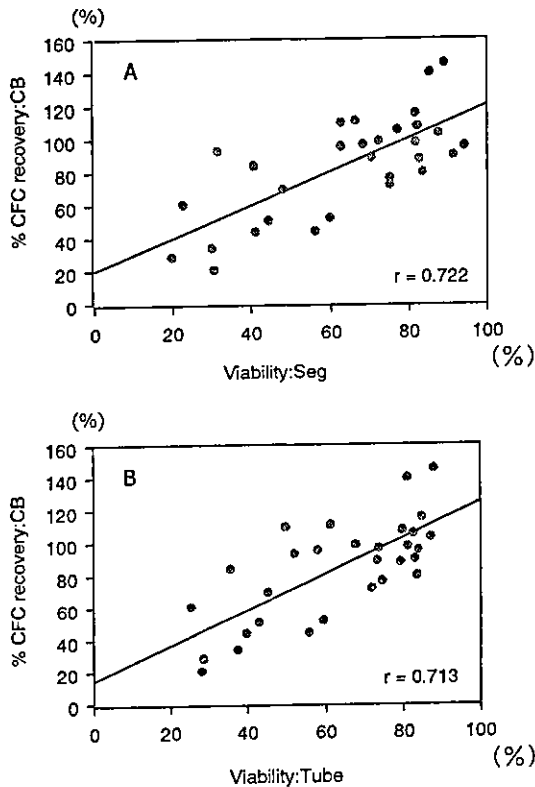 (%)
160
A
140
120
100
80
60
40
20
0
% CFC recovery:CB
r = 0.722
0 20 40 60 80 100
(%)
Viability:Seg
(%)
160
B
140
120
100
80
60
40
20
0
% CFC recovery:CB
r = 0.713
0 20 40 60 80 100
(%)
Viability:Tube